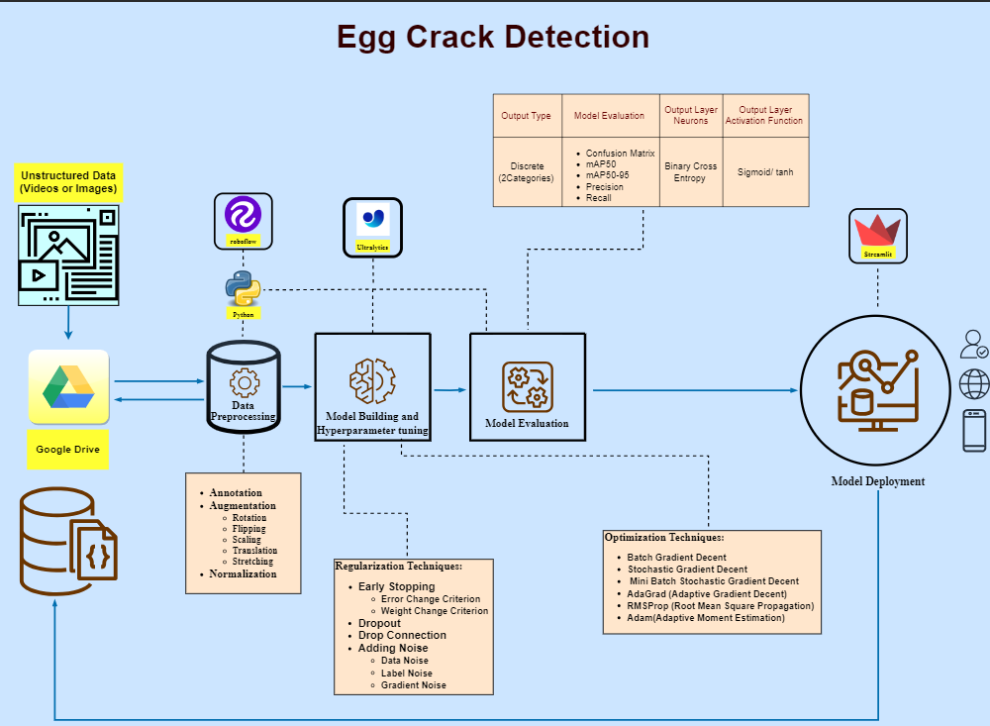 Egg Crack Detection
Output Type
Model Evaluation
Output Layer
Neurons
Output Layer
Activation Function
Discrete
(2Categories)
• Confusion Matrix
• mAP50
• mAP50-95
• Precision
• Recall
Binary Cross
Entropy
Sigmoid/ tanh
Unstructured Data
(Videos or Images)
roboflow
Ultralytics
Streamlit
Python
Google Drive
Data
Preprocessing
Model Building and
Hyperparameter tuning
Model Evaluation
Model Deployment
• Annotation
• Augmentation
○ Rotation
○ Flipping
○ Scaling
○ Translation
○ Stretching
• Normalization
Regularization Techniques:
• Early Stopping
○ Error Change Criterion
○ Weight Change Criterion
• Dropout
• Drop Connection
• Adding Noise
○ Data Noise
○ Label Noise
○ Gradient Noise
Optimization Techniques:
• Batch Gradient Decent
• Stochastic Gradient Decent
• Mini Batch Stochastic Gradient Decent
• AdaGrad (Adaptive Gradient Decent)
• RMSProp (Root Mean Square Propagation)
• Adam(Adaptive Moment Estimation)